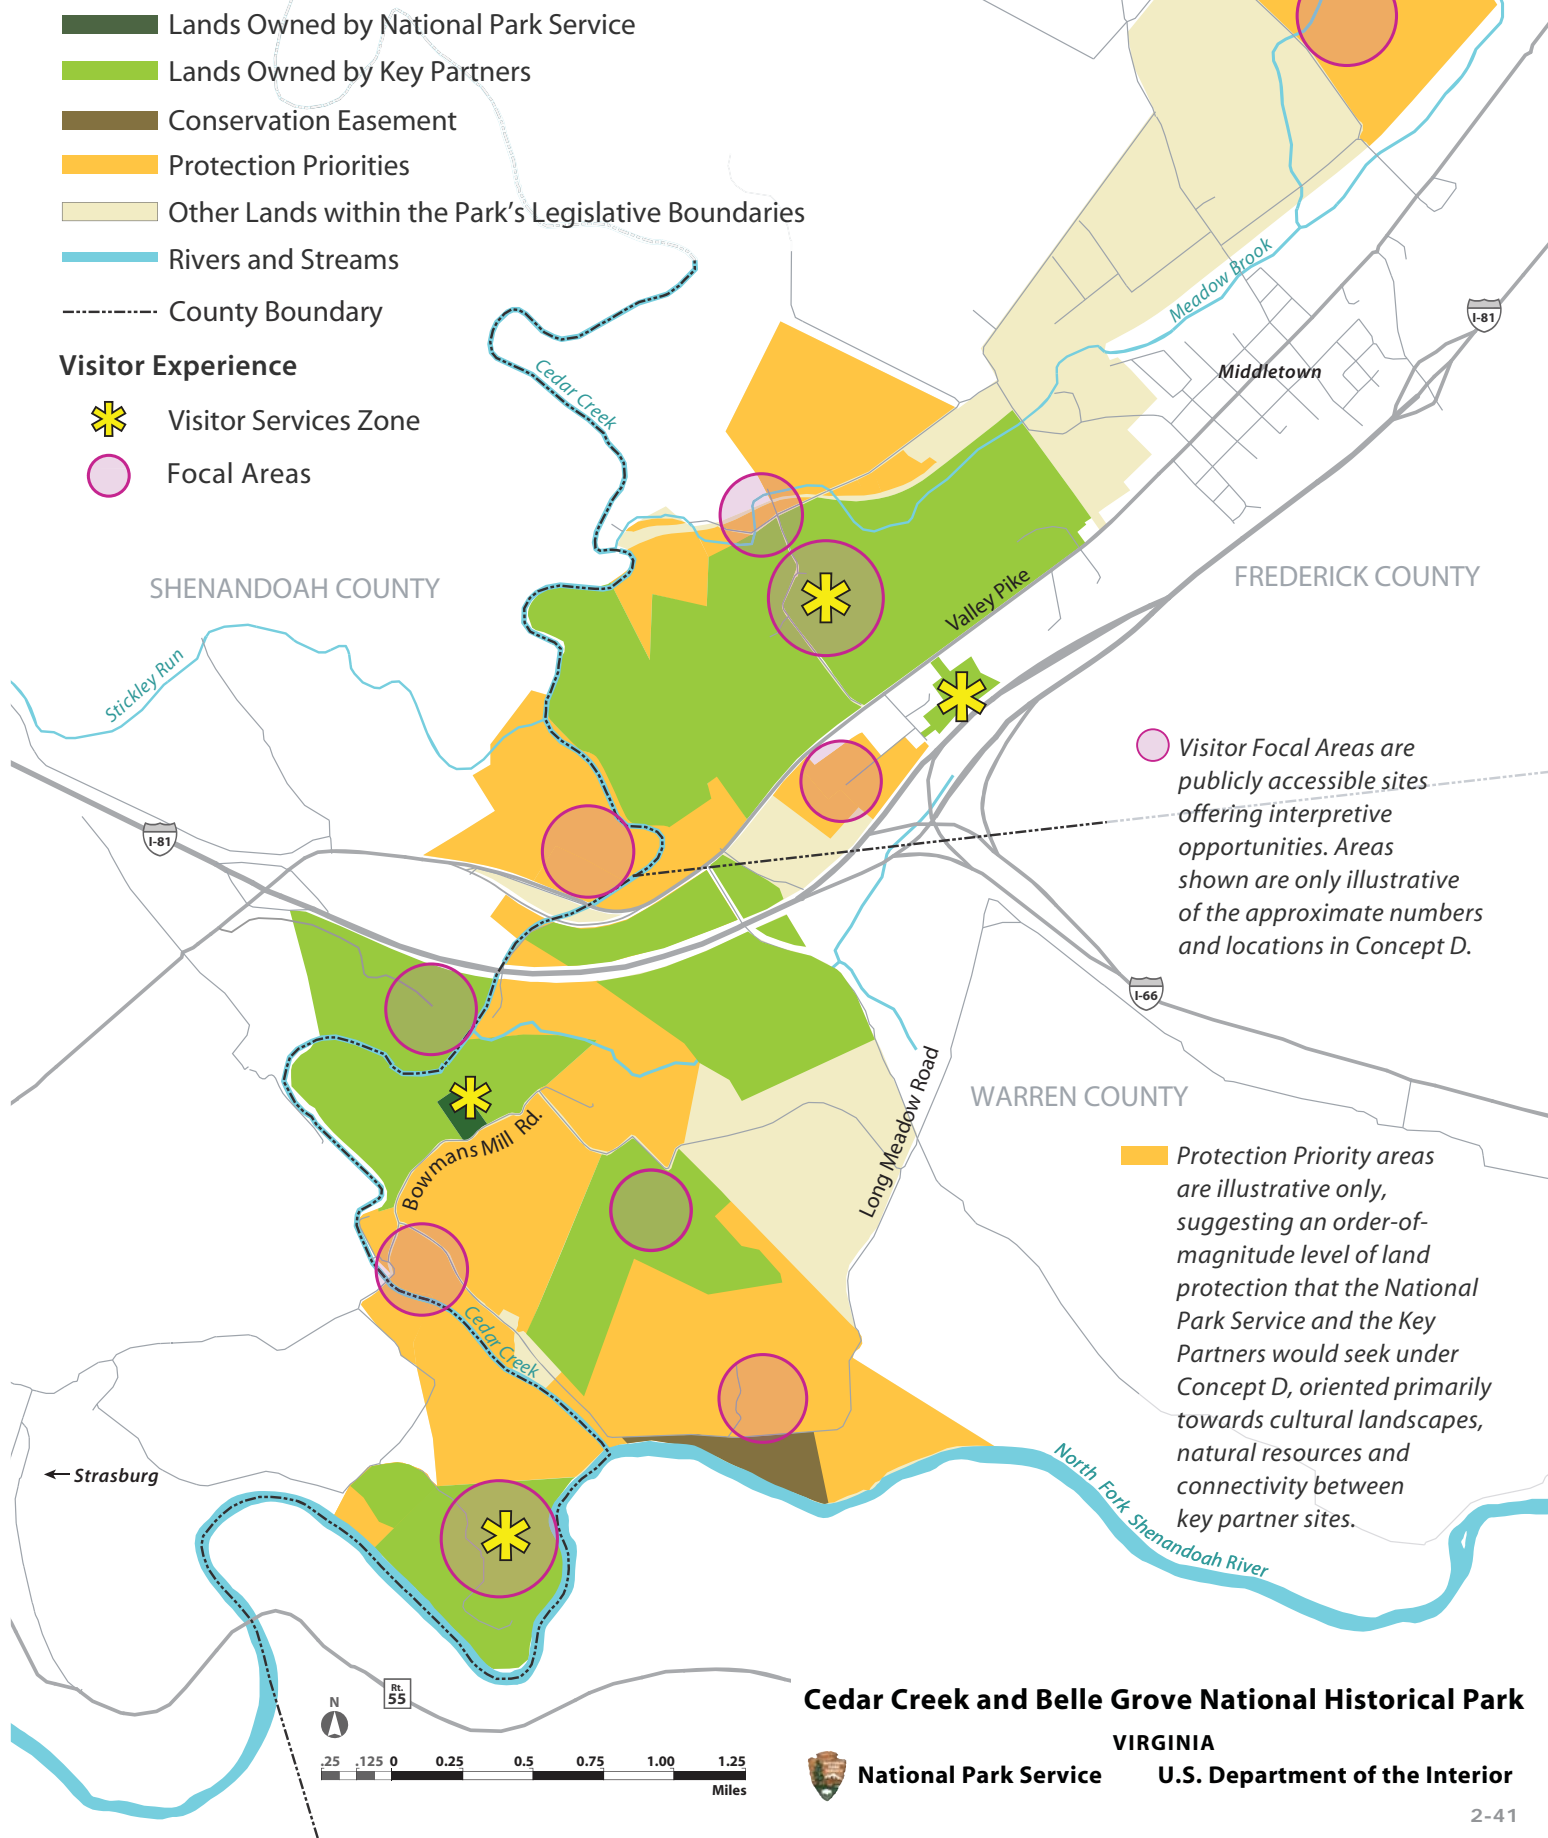 Lands Owned by National Park Service
Lands Owned by Key Partners
Conservation Easement
Protection Priorities
Other Lands within the Park's Legislative Boundaries
Rivers and Streams
County Boundary
Visitor Experience
Visitor Services Zone
Focal Areas
Cedar Creek
Meadow Brook
I-81
Middletown
SHENANDOAH COUNTY
FREDERICK COUNTY
Valley Pike
Stickley Run
I-81
Visitor Focal Areas are
publicly accessible sites
offering interpretive
opportunities. Areas
shown are only illustrative
of the approximate numbers
and locations in Concept D.
I-66
Long Meadow Road
WARREN COUNTY
Bowmans Mill Rd.
Protection Priority areas
are illustrative only,
suggesting an order-of-
magnitude level of land
protection that the National
Park Service and the Key
Partners would seek under
Concept D, oriented primarily
towards cultural landscapes,
natural resources and
connectivity between
key partner sites.
Cedar Creek
Strasburg
North Fork Shenandoah River
Rt.
55
N
.25 .125 0 0.25 0.5 0.75 1.00 1.25
Miles
Cedar Creek and Belle Grove National Historical Park
VIRGINIA
National Park Service U.S. Department of the Interior
2-41